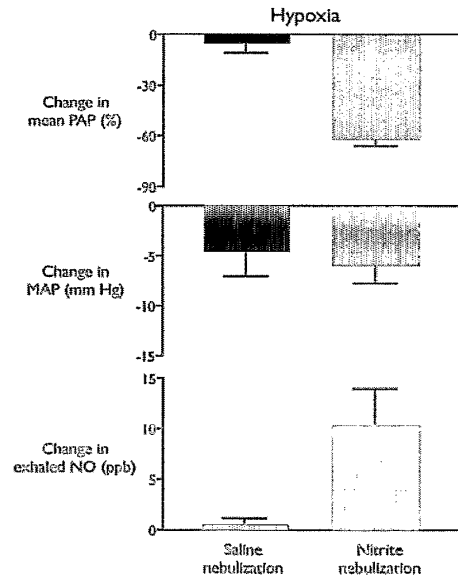 Hypoxia
0
-30
-60
-90
Change in
mean PAP (%)
0
-5
-10
-15
Change in
MAP (mm Hg)
15
10
5
0
Change in
exhaled NO (ppb)
Saline
nebulization
Nitrite
nebulization